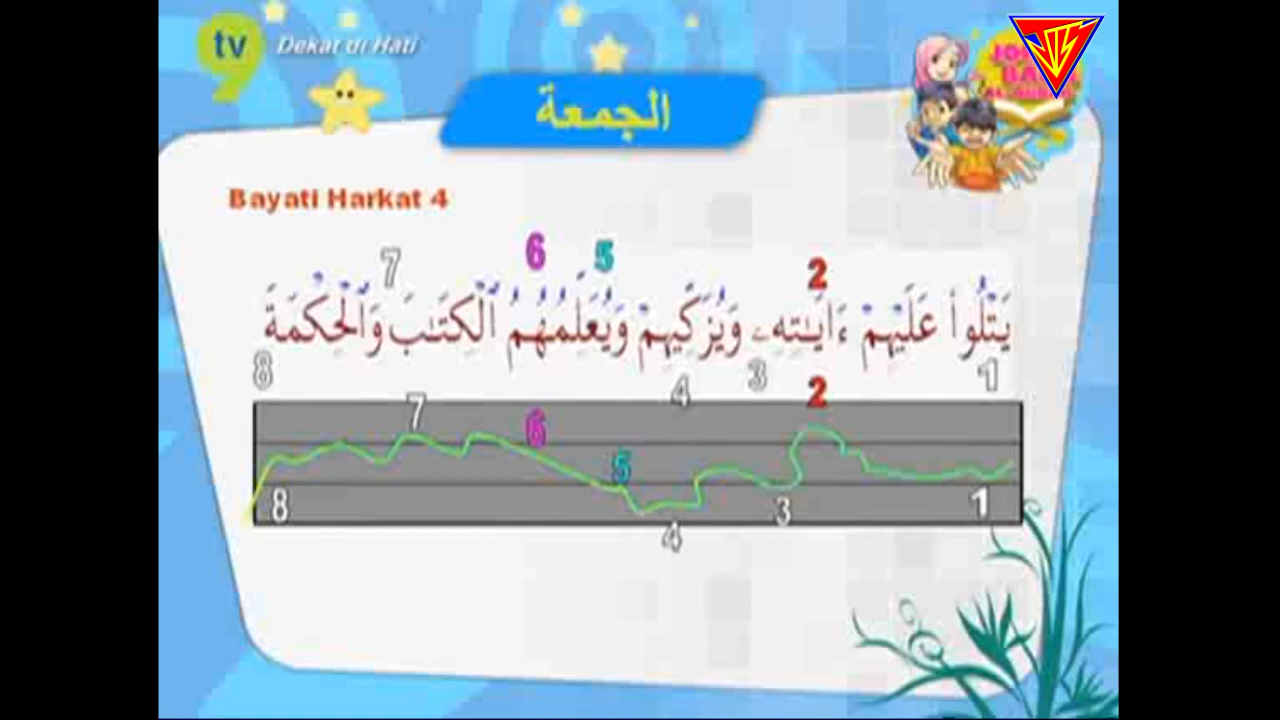 tv9 Dekat di Hati
الجمعة
Bayati Harkat 4
7 6 5 2
يَتْلُوا۟ عَلَيْهِمْ ءَايَـٰتِهِۦ وَيُزَكِّيهِمْ وَيُعَلِّمُهُمُ ٱلْكِتَـٰبَ وَٱلْحِكْمَةَ
8 4 3 1
7 6 5 2
8 4 3 1